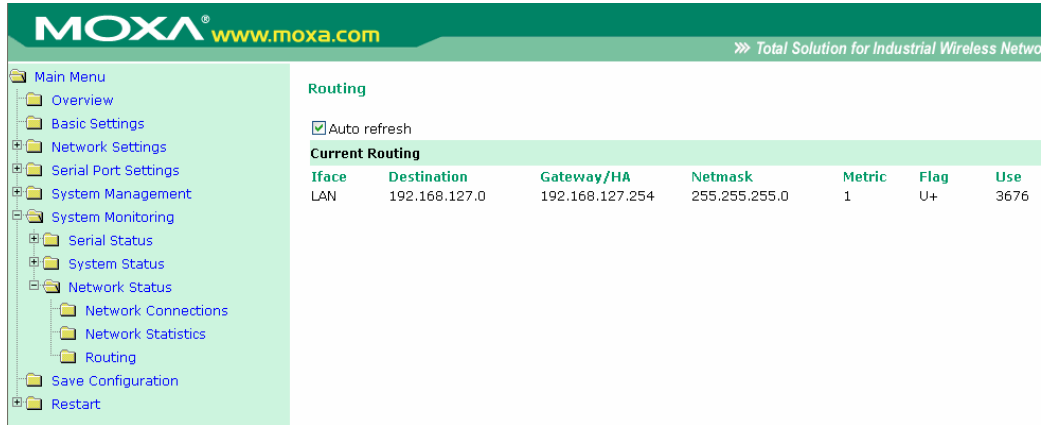 MOXA® www.moxa.com
Total Solution for Industrial Wireless Netwo
Main Menu
Overview
Basic Settings
Network Settings
Serial Port Settings
System Management
System Monitoring
Serial Status
System Status
Network Status
Network Connections
Network Statistics
Routing
Save Configuration
Restart
Routing
Auto refresh
Current Routing
Iface Destination Gateway/HA Netmask Metric Flag Use
LAN 192.168.127.0 192.168.127.254 255.255.255.0 1 U+ 3676